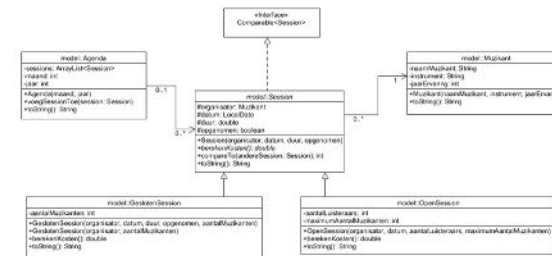 «Interface»
Comparable<Session>
model::Agenda
-sessions: ArrayList<Session>
-maand: int
-jaar: int
+Agenda(maand, jaar)
+voegSessionToe(session: Session)
+toString(): String
0..1
0..*
model::Session
#organisator: Muzikant
#datum: LocalDate
#duur: double
#opgenomen: boolean
+Session(organisator, datum, duur, opgenomen)
+berekenKosten(): double
+compareTo(andereSession: Session): int
+toString(): String
0..*
1
model::Muzikant
-naamMuzikant: String
-instrument: String
-jaarErvaring: int
+Muzikant(naamMuzikant, instrument, jaarErvar
+toString(): String
model::GeslotenSession
-aantalMuzikanten: int
+GeslotenSession(organisator, datum, duur, opgenomen, aantalMuzikanten)
+GeslotenSession(organisator, aantalMuzikanten)
+berekenKosten(): double
+toString(): String
model::OpenSession
-aantalLuisteraars: int
-maximumAantalMuzikanten: int
+OpenSession(organisator, datum, aantalLuisteraars, maximumAantalMuzikanten)
+berekenKosten(): double
+toString(): String